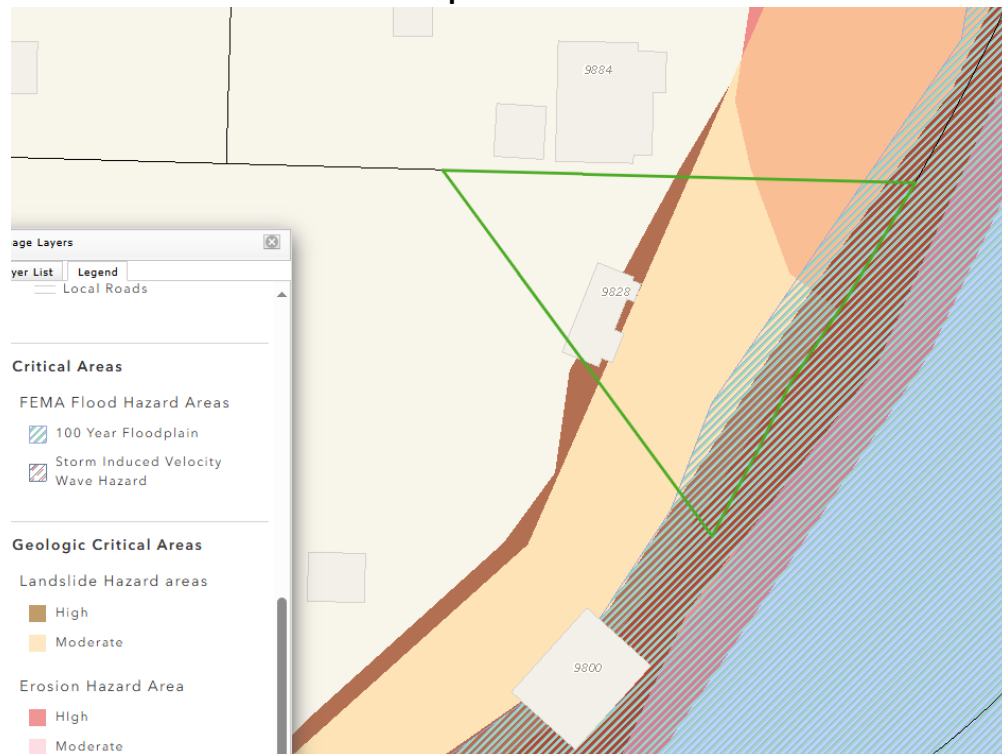 9884
9828
9800
age Layers
yer List Legend
Local Roads
Critical Areas
FEMA Flood Hazard Areas
100 Year Floodplain
Storm Induced Velocity
Wave Hazard
Geologic Critical Areas
Landslide Hazard areas
High
Moderate
Erosion Hazard Area
HIgh
Moderate